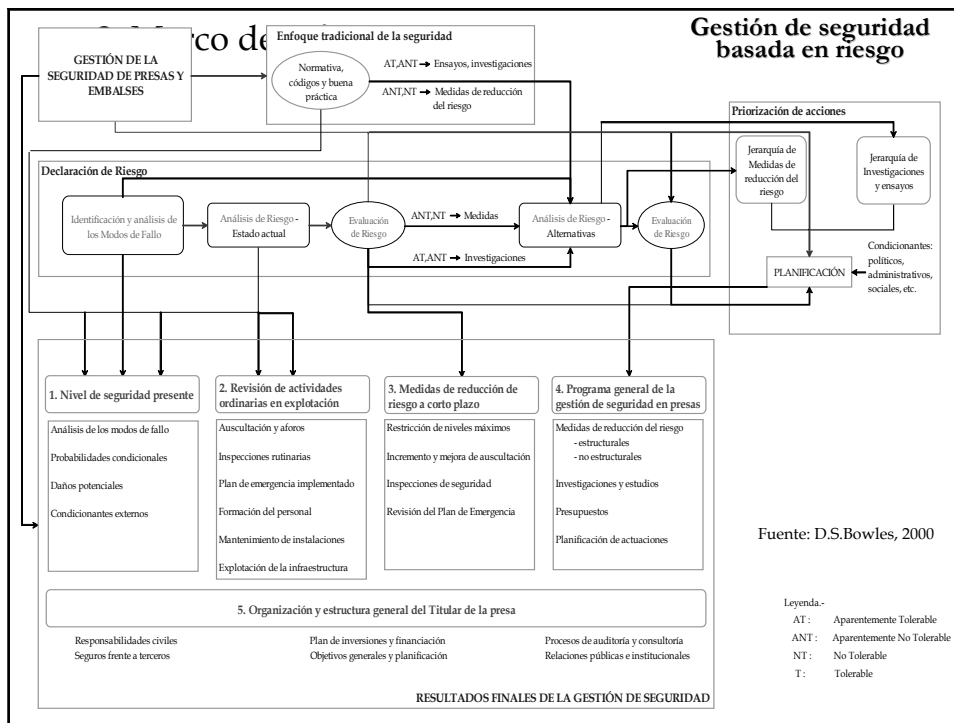 Gestión de seguridad
basada en riesgo
GESTIÓN DE LA
SEGURIDAD DE PRESAS Y
EMBALSES
Enfoque tradicional de la seguridad
Normativa,
códigos y buena
práctica
AT,ANT → Ensayos, investigaciones
ANT,NT → Medidas de reducción
del riesgo
Priorización de acciones
Jerarquía de
Medidas de
reducción del
riesgo
Jerarquía de
Investigaciones
y ensayos
PLANIFICACIÓN
Condicionantes:
políticos,
administrativos,
sociales, etc.
Declaración de Riesgo
Identificación y análisis de
los Modos de Fallo
Análisis de Riesgo -
Estado actual
Evaluación
de Riesgo
ANT,NT → Medidas
AT,ANT → Investigaciones
Análisis de Riesgo -
Alternativas
Evaluación
de Riesgo
1. Nivel de seguridad presente
Análisis de los modos de fallo
Probabilidades condicionales
Daños potenciales
Condicionantes externos
2. Revisión de actividades
ordinarias en explotación
Auscultación y aforos
Inspecciones rutinarias
Plan de emergencia implementado
Formación del personal
Mantenimiento de instalaciones
Explotación de la infraestructura
3. Medidas de reducción de
riesgo a corto plazo
Restricción de niveles máximos
Incremento y mejora de auscultación
Inspecciones de seguridad
Revisión del Plan de Emergencia
4. Programa general de la
gestión de seguridad en presas
Medidas de reducción del riesgo
- estructurales
- no estructurales
Investigaciones y estudios
Presupuestos
Planificación de actuaciones
5. Organización y estructura general del Titular de la presa
Responsabilidades civiles
Seguros frente a terceros
Plan de inversiones y financiación
Objetivos generales y planificación
Procesos de auditoría y consultoría
Relaciones públicas e institucionales
RESULTADOS FINALES DE LA GESTIÓN DE SEGURIDAD
Fuente: D.S.Bowles, 2000
Leyenda.-
AT : Aparentemente Tolerable
ANT : Aparentemente No Tolerable
NT : No Tolerable
T : Tolerable